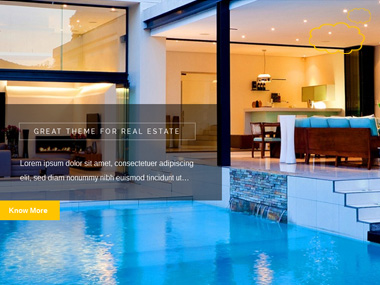 GREAT THEME FOR REAL ESTATE
Lorem ipsum dolor sit amet, consectetuer adipiscing
elit, sed diam nonummy nibh euismod tincidunt ut...
Know More